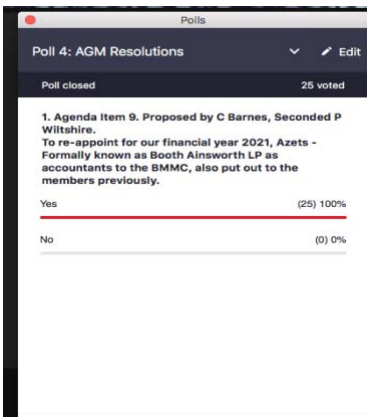 Polls
Poll 4: AGM Resolutions
Edit
Poll closed
25 voted
1. Agenda Item 9. Proposed by C Barnes, Seconded P
Wiltshire.
To re-appoint for our financial year 2021, Azets -
Formally known as Booth Ainsworth LP as
accountants to the BMMC, also put out to the
members previously.
Yes
(25) 100%
No
(0) 0%